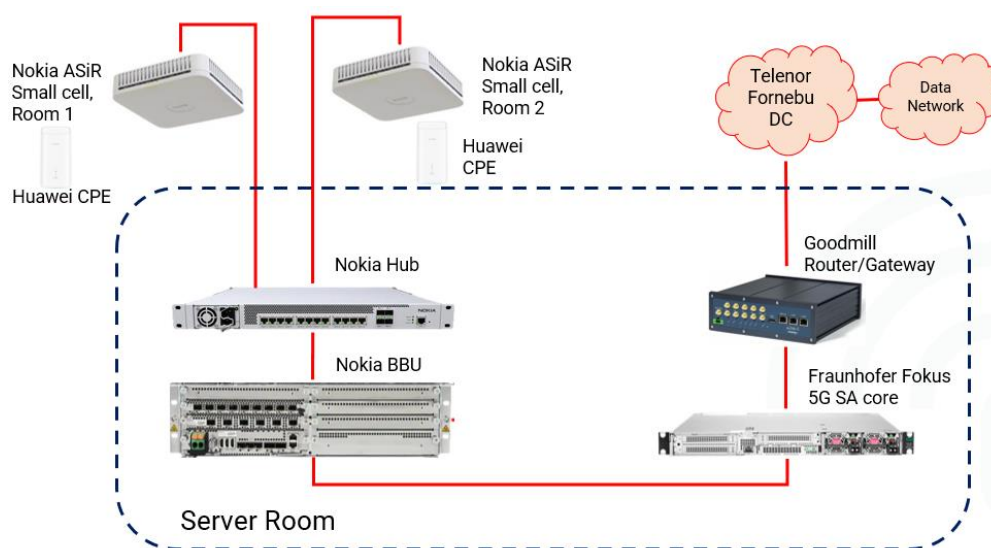 Nokia ASiR
Small cell,
Room 1
Huawei CPE
Nokia ASiR
Small cell,
Room 2
Huawei
CPE
Telenor
Fornebu
DC
Data
Network
Nokia Hub
NOKIA
Nokia BBU
Goodmill
Router/Gateway
Fraunhofer Fokus
5G SA core
Server Room